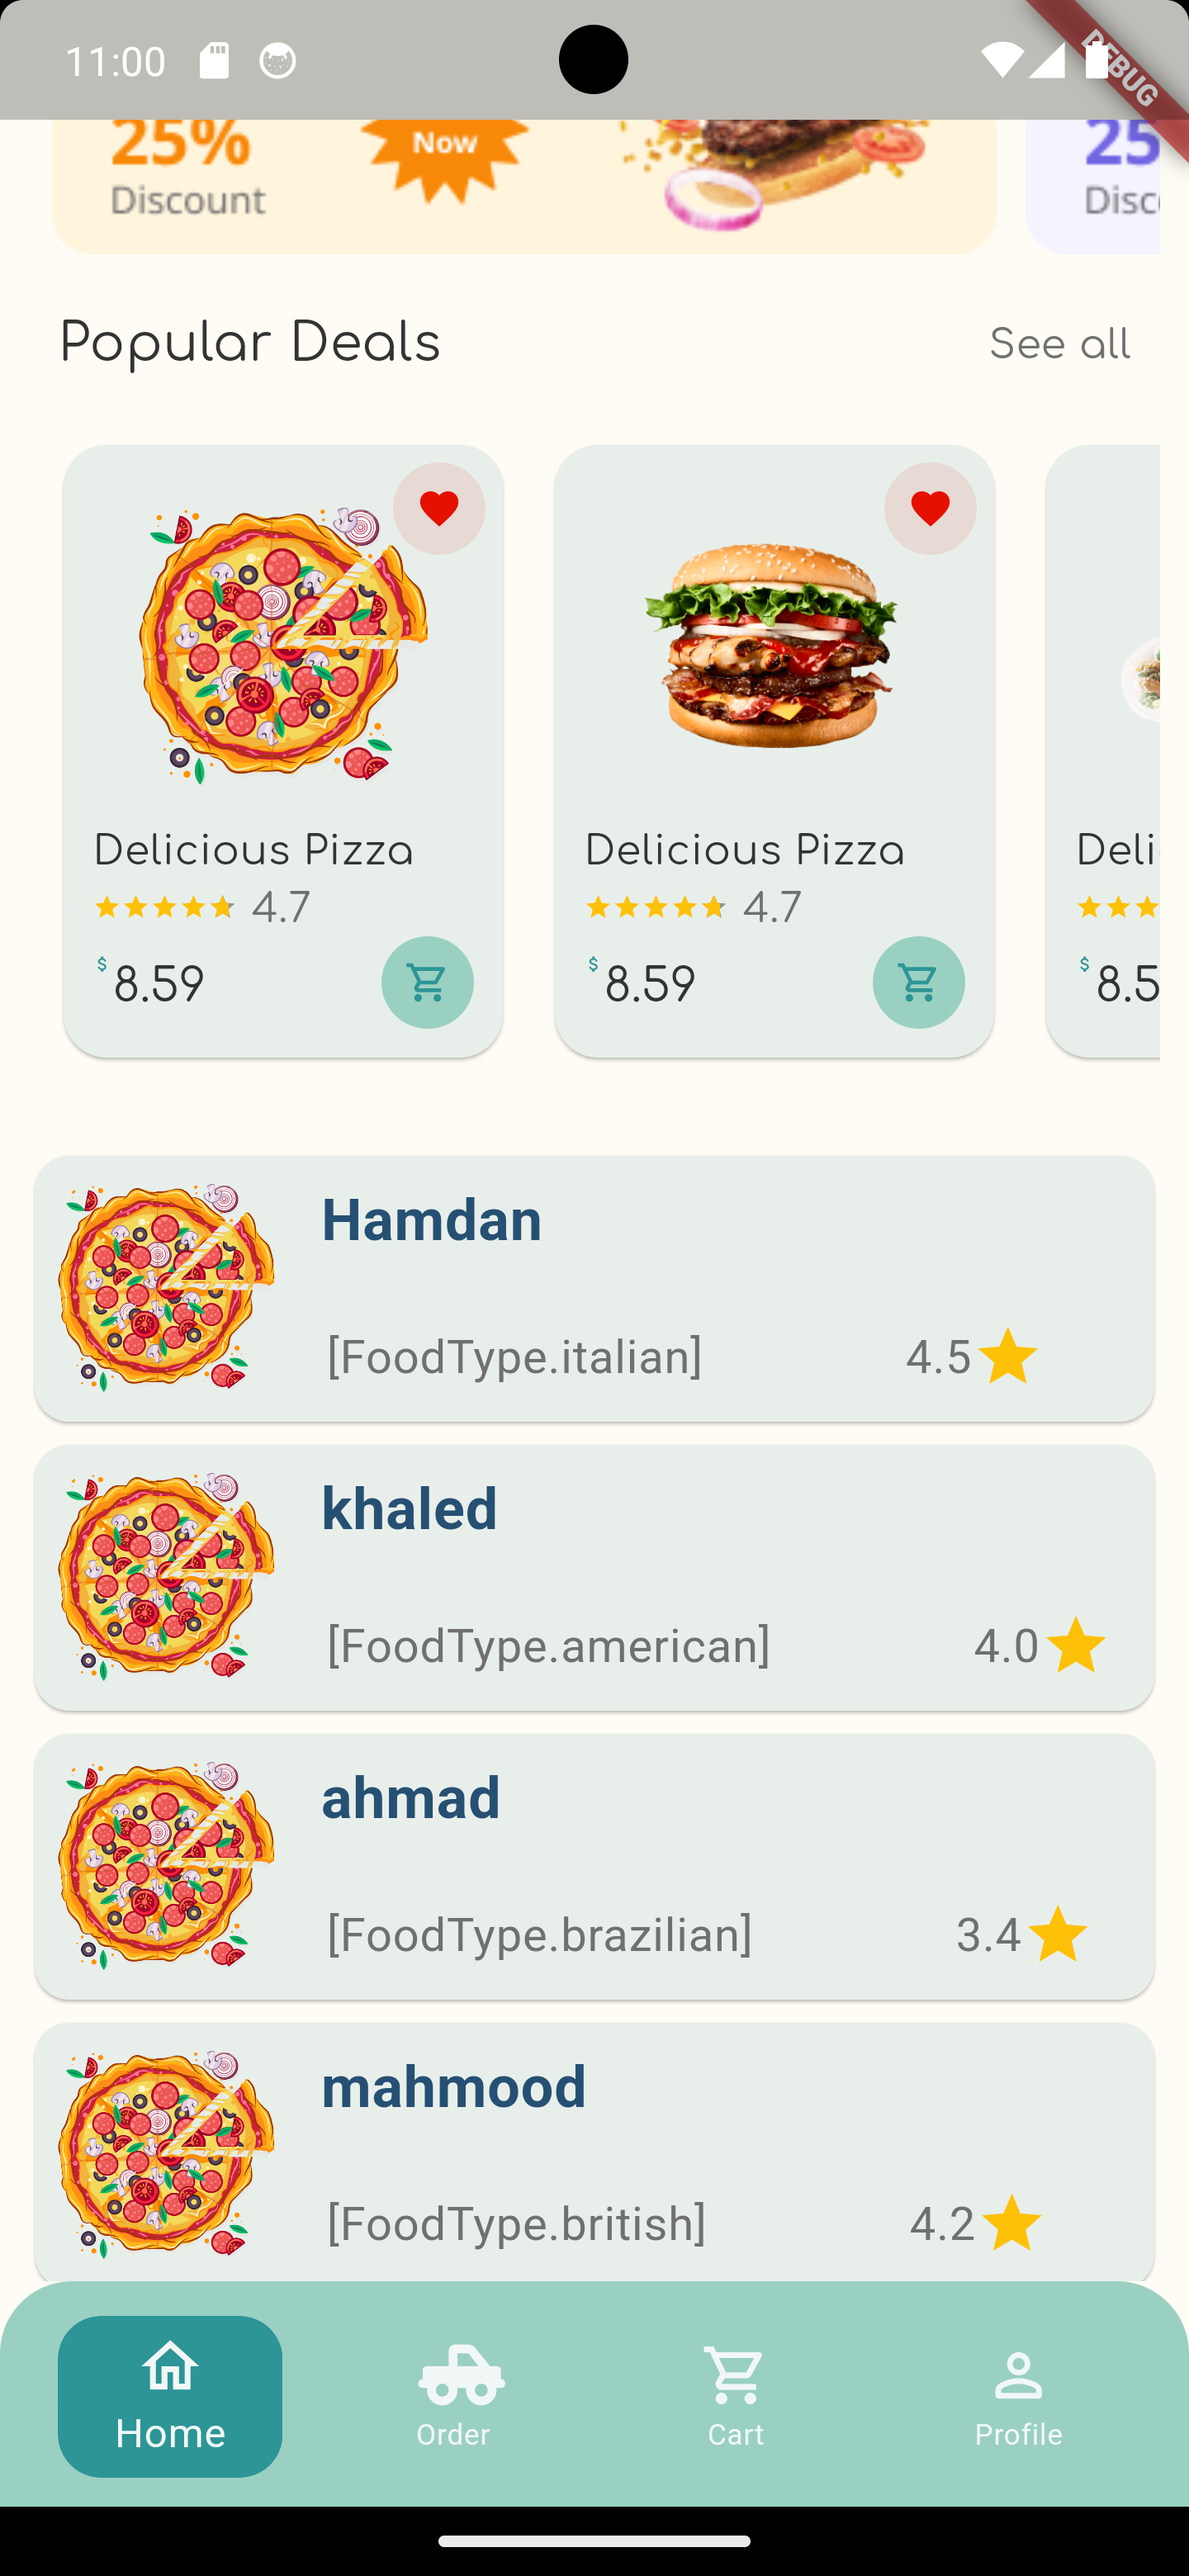 11:00
DEBUG
25%
Now
Discount
25
Disc
Popular Deals
See all
Delicious Pizza
4.7
$ 8.59
Delicious Pizza
4.7
$ 8.59
Deli
$ 8.5
Hamdan
[FoodType.italian]
4.5
khaled
[FoodType.american]
4.0
ahmad
[FoodType.brazilian]
3.4
mahmood
[FoodType.british]
4.2
Home
Order
Cart
Profile